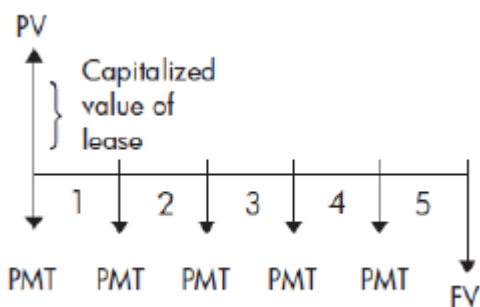 PV
Capitalized
value of
lease
1 2 3 4 5
PMT PMT PMT PMT PMT
FV